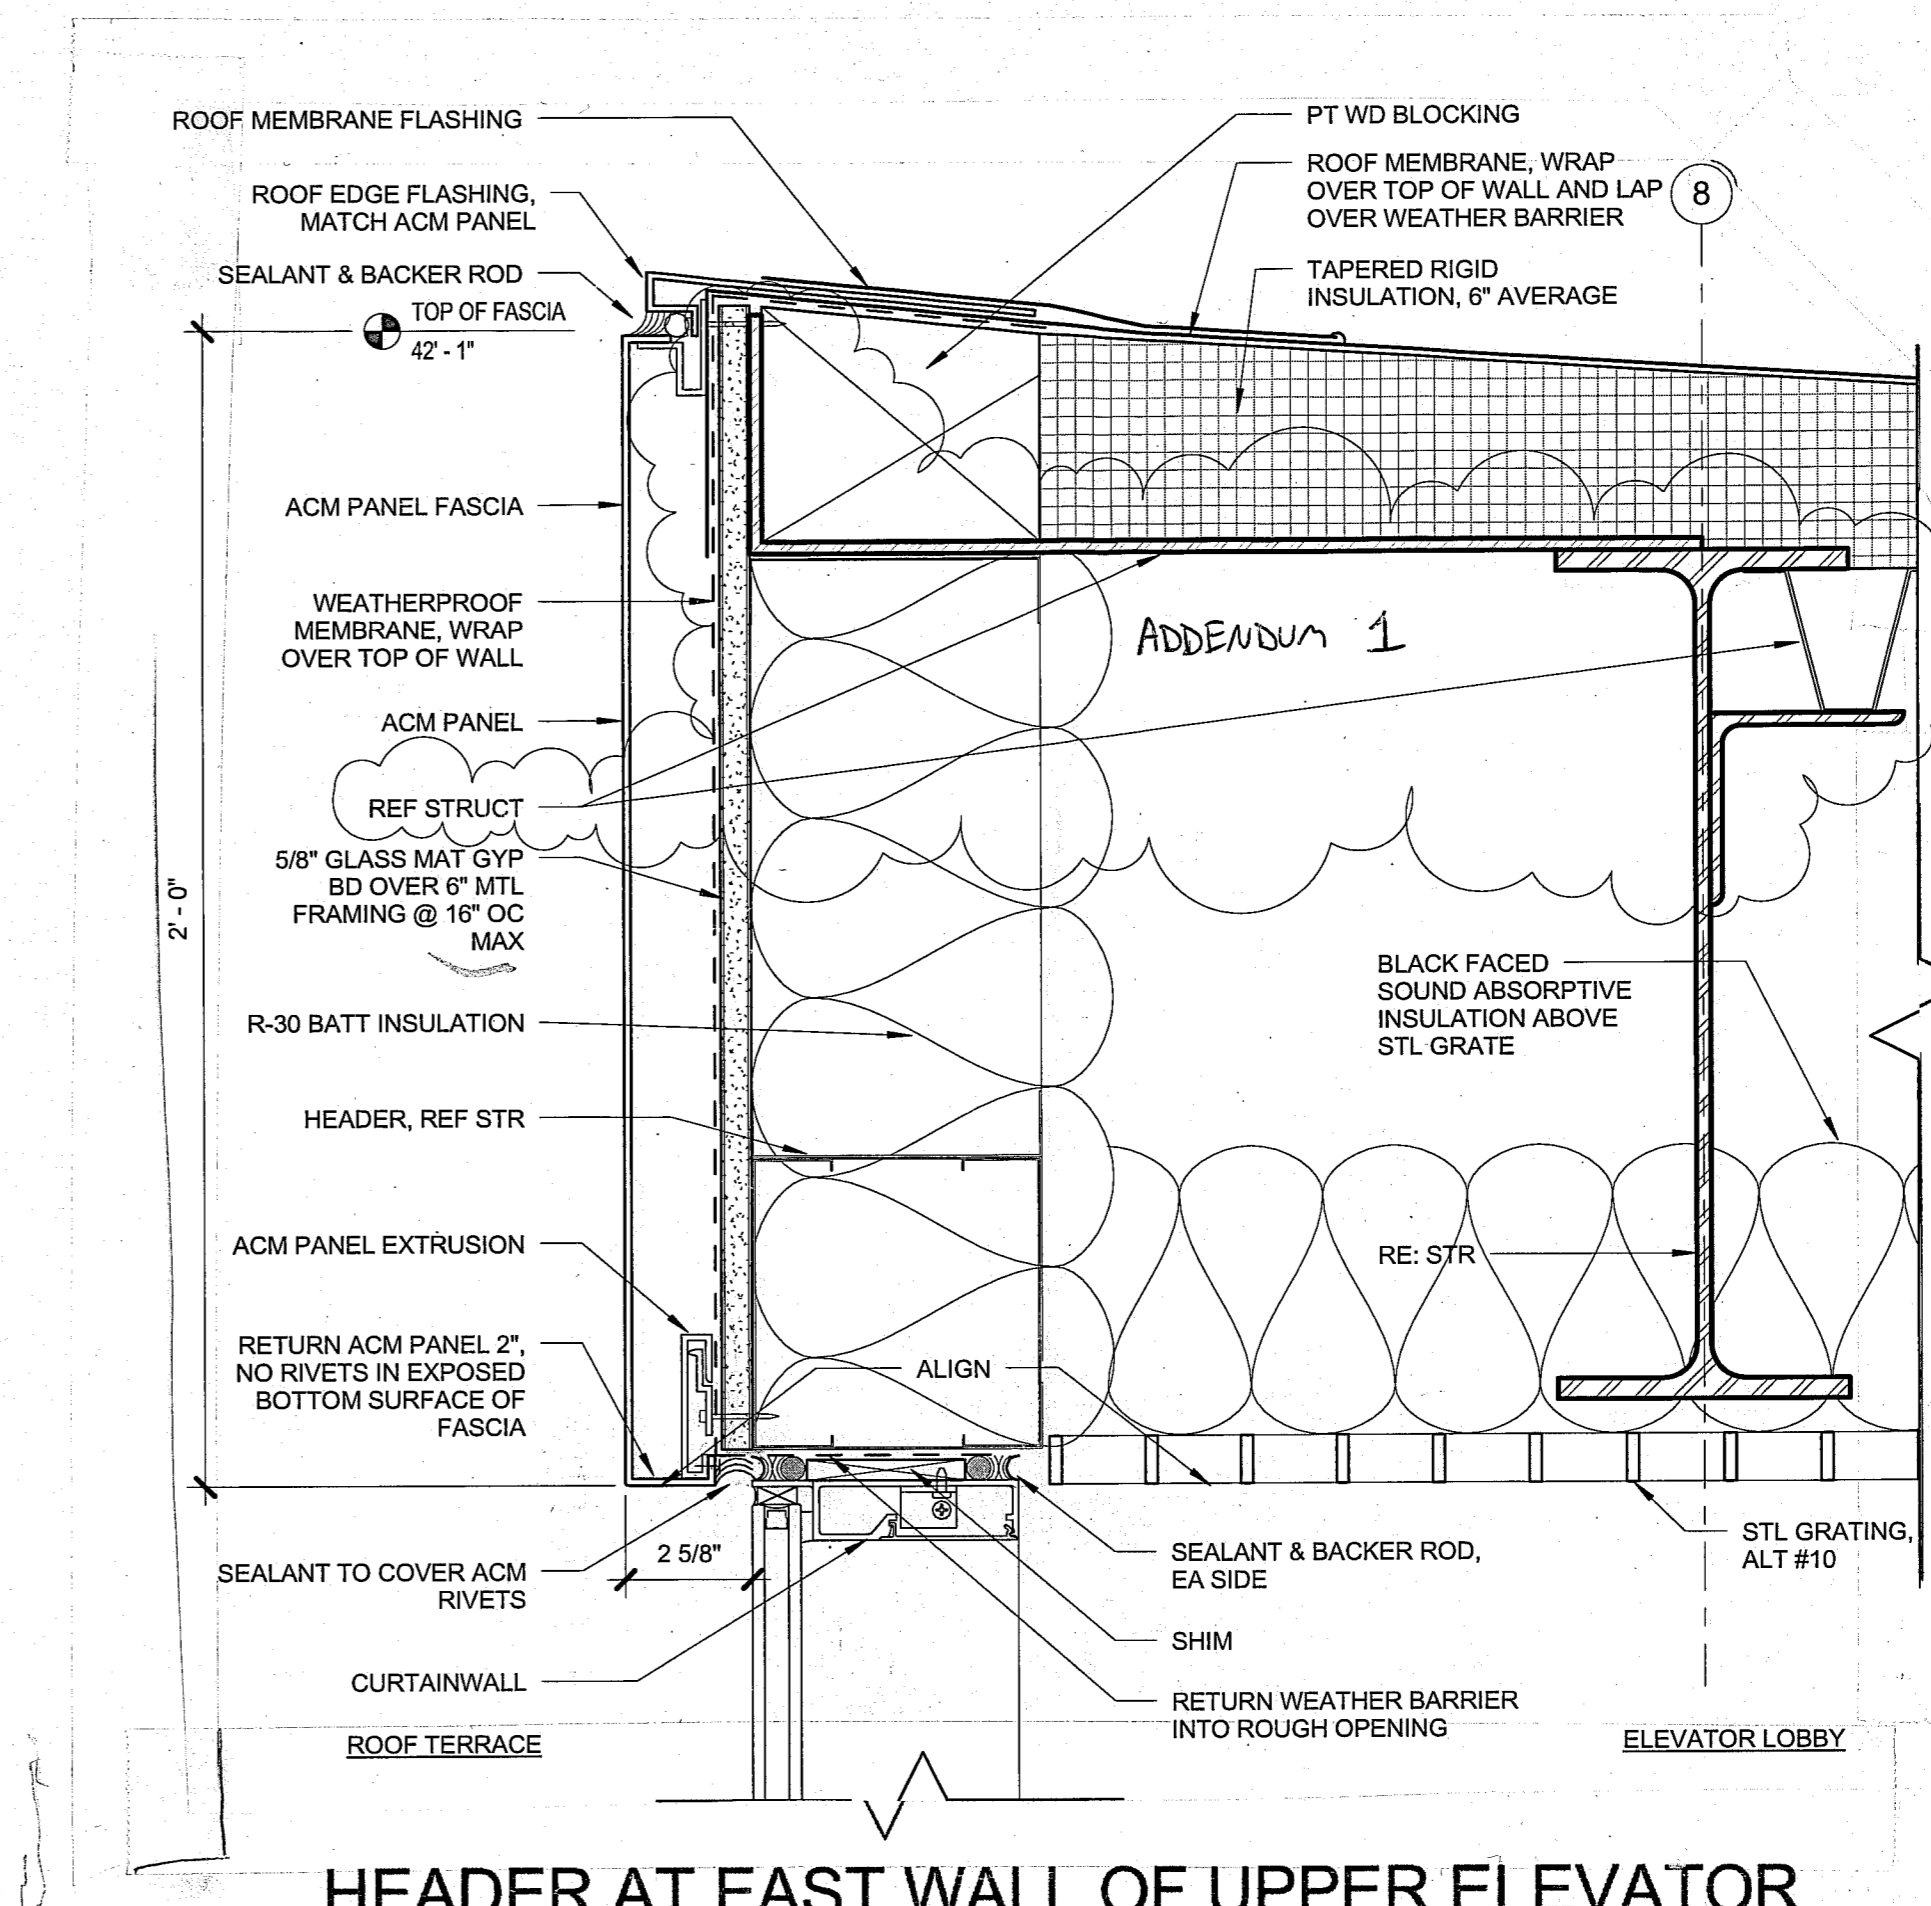 ROOF MEMBRANE FLASHING
ROOF EDGE FLASHING,
MATCH ACM PANEL
SEALANT & BACKER ROD
TOP OF FASCIA
42' - 1"
ACM PANEL FASCIA
WEATHERPROOF
MEMBRANE, WRAP
OVER TOP OF WALL
ACM PANEL
REF STRUCT
5/8" GLASS MAT GYP
BD OVER 6" MTL
FRAMING @ 16" OC
MAX
2' - 0"
R-30 BATT INSULATION
HEADER, REF STR
ACM PANEL EXTRUSION
RETURN ACM PANEL 2",
NO RIVETS IN EXPOSED
BOTTOM SURFACE OF
FASCIA
SEALANT TO COVER ACM
RIVETS
2 5/8"
CURTAINWALL
ROOF TERRACE
PT WD BLOCKING
ROOF MEMBRANE, WRAP
OVER TOP OF WALL AND LAP
OVER WEATHER BARRIER
8
TAPERED RIGID
INSULATION, 6" AVERAGE
ADDENDUM 1
BLACK FACED
SOUND ABSORPTIVE
INSULATION ABOVE
STL GRATE
RE: STR
ALIGN
STL GRATING,
ALT #10
SEALANT & BACKER ROD,
EA SIDE
SHIM
RETURN WEATHER BARRIER
INTO ROUGH OPENING
ELEVATOR LOBBY
HEADER AT EAST WALL OF UPPER ELEVATOR